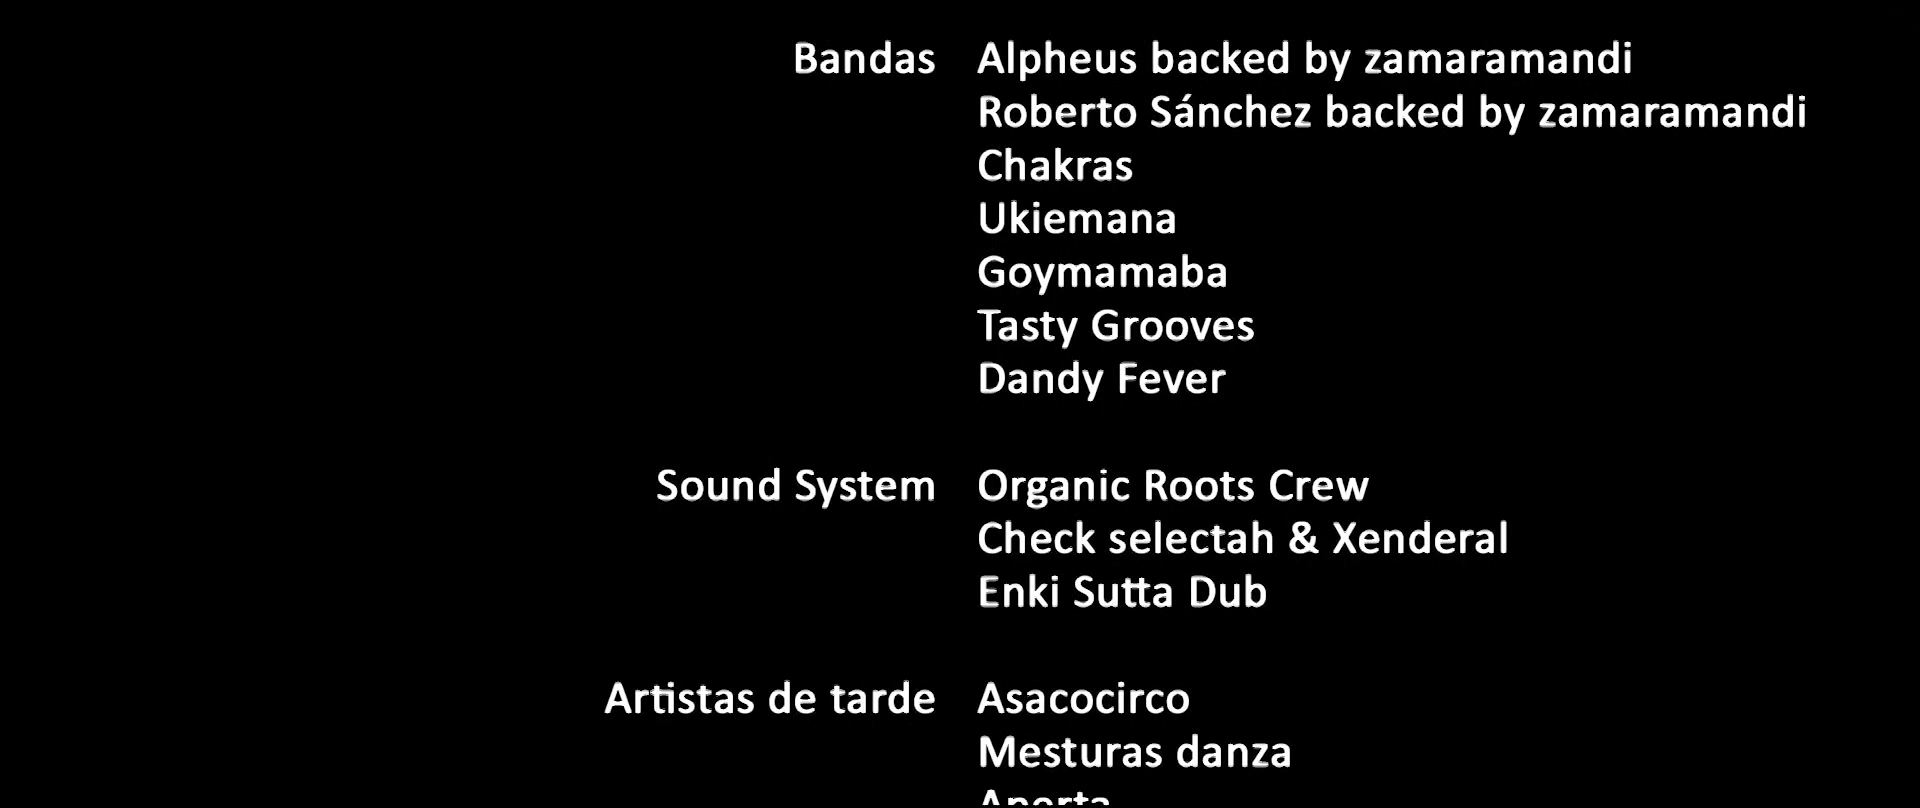 Bandas Alpheus backed by zamaramandi
Roberto Sánchez backed by zamaramandi
Chakras
Ukiemana
Goymamaba
Tasty Grooves
Dandy Fever
Sound System Organic Roots Crew
Check selectah & Xenderal
Enki Sutta Dub
Artistas de tarde Asacocirco
Mesturas danza